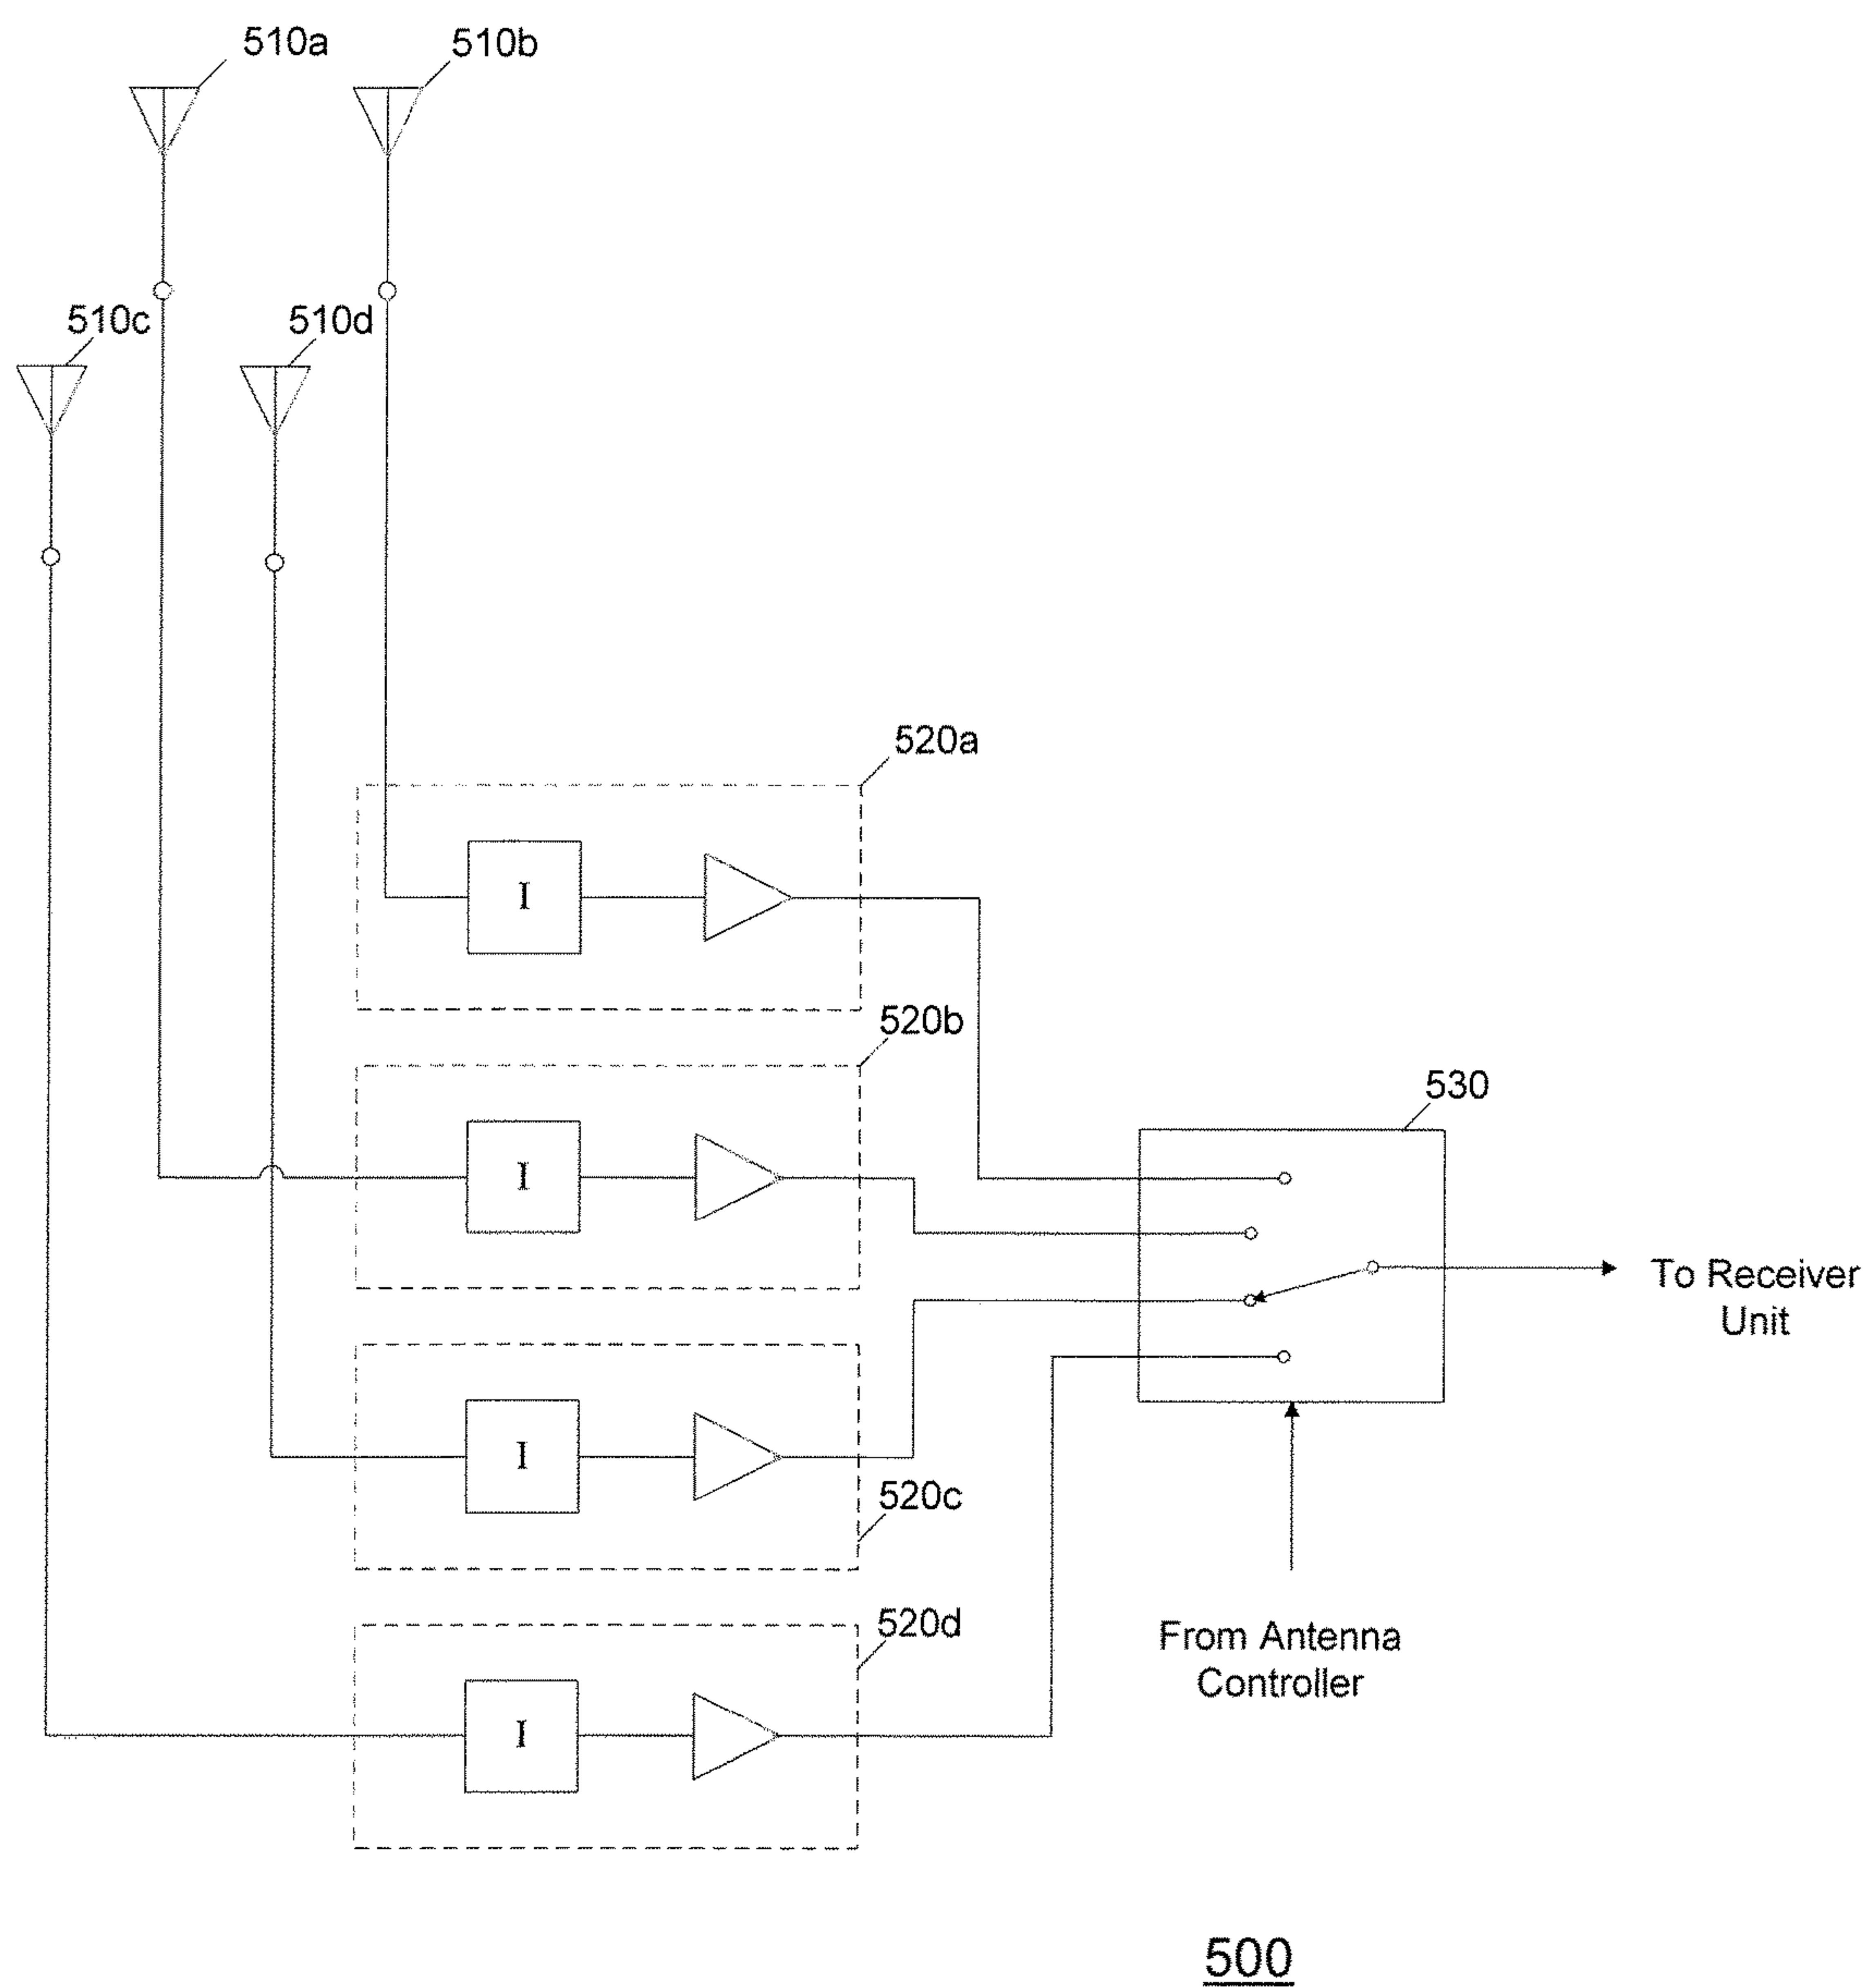 510a
510b
510c
510d
520a
I
520b
I
530
To Receiver
Unit
I
520c
From Antenna
Controller
520d
I
500